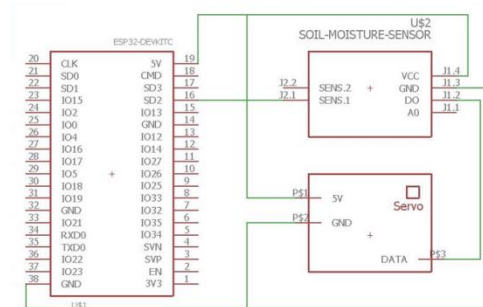 U$2
SOIL-MOISTURE-SENSOR
ESP32-DEVKITC
20 CLK 5V 19
21 SD0 CMD 18
22 SD1 SD3 17
23 IO15 SD2 16
24 IO2 IO13 15
25 IO0 GND 14
26 IO4 IO12 13
27 IO16 IO14 12
28 IO17 IO27 11
29 IO5 IO26 10
30 IO18 IO25 9
31 IO19 IO33 8
32 GND IO32 7
33 IO21 IO35 6
34 RXD0 IO34 5
35 TXD0 SVN 4
36 IO22 SVP 3
37 IO23 EN 2
38 GND 3V3 1
U$1
VCC J1.4
J2.2 SENS.2 GND J1.3
J2.1 SENS.1 DO J1.2
A0 J1.1
P$1 5V
Servo
P$2 GND
DATA P$3